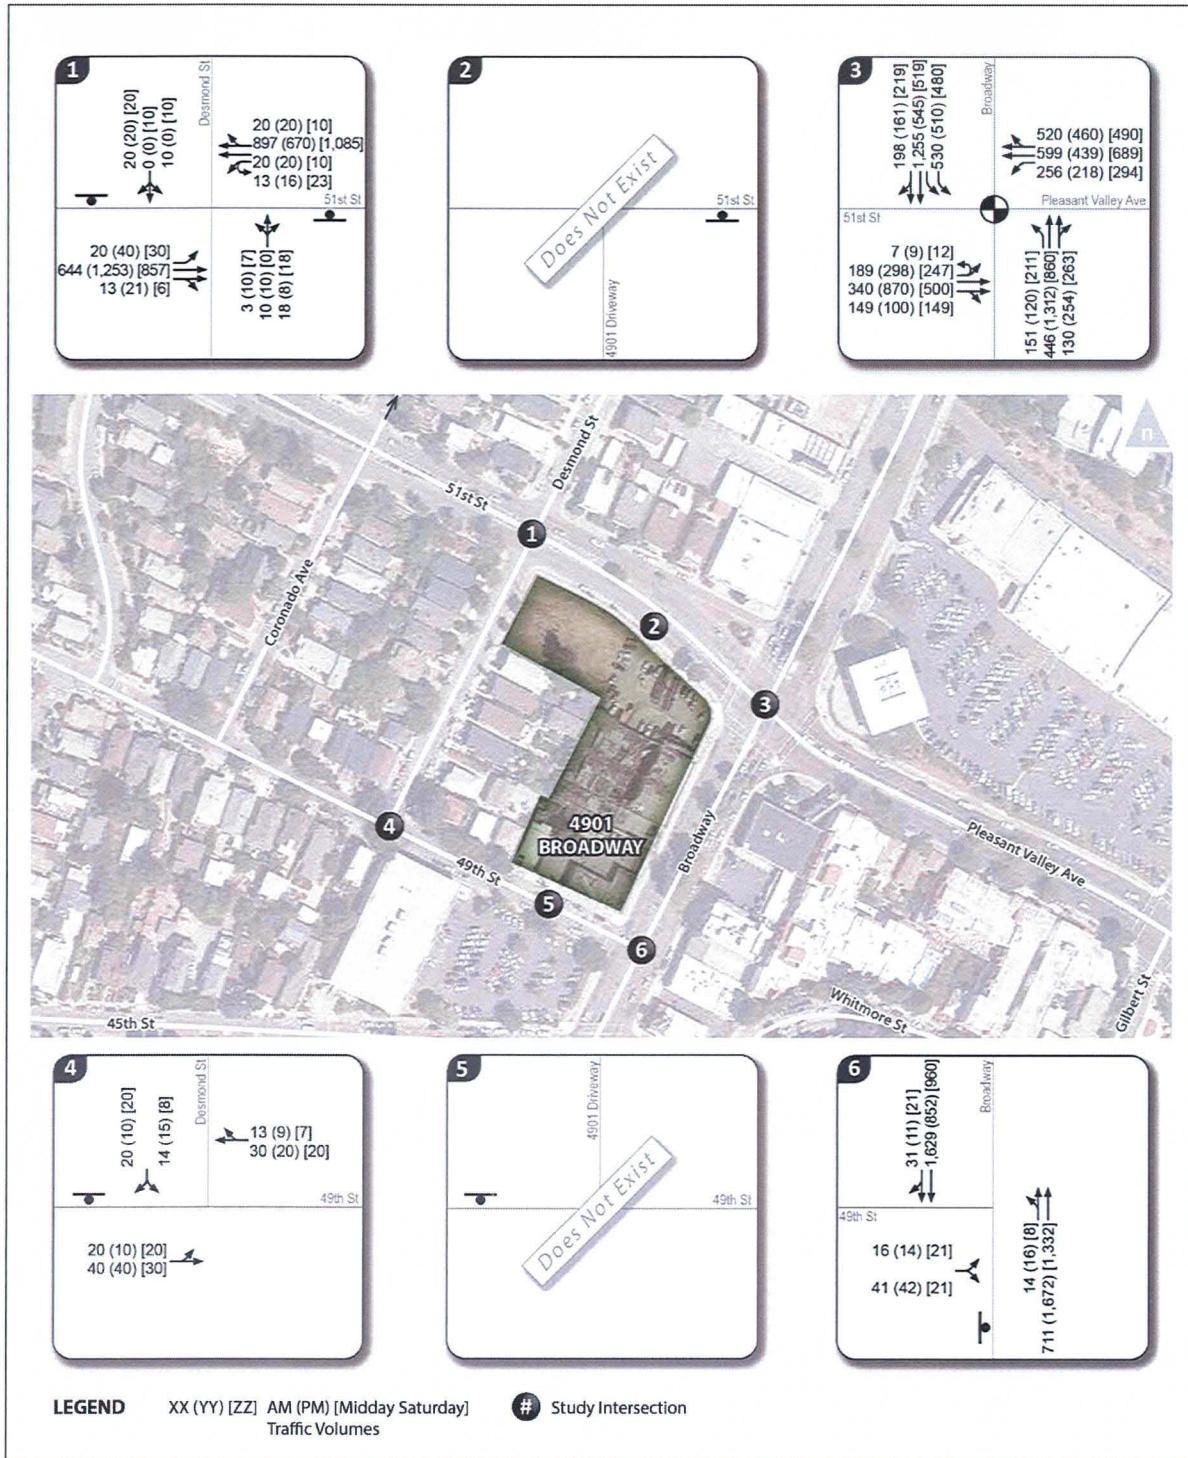 1
Desmond St
20 (20) [20]
0 (0) [10]
10 (0) [10]
20 (20) [10]
897 (670) [1,085]
20 (20) [10]
13 (16) [23]
51st St
20 (40) [30]
644 (1,253) [857]
13 (21) [6]
3 (10) [7]
10 (10) [0]
18 (8) [18]
2
Does Not Exist
51st St
4901 Driveway
3
Broadway
198 (161) [219]
1,255 (545) [519]
530 (510) [480]
520 (460) [490]
599 (439) [689]
256 (218) [294]
51st St
Pleasant Valley Ave
7 (9) [12]
189 (298) [247]
340 (870) [500]
149 (100) [149]
151 (120) [211]
446 (1,312) [860]
130 (254) [263]
n
Desmond St
51st St
1
Coronado Ave
2
3
4901
BROADWAY
4
Broadway
Pleasant Valley Ave
49th St
5
6
Whitmore St
Gilbert St
45th St
4
Desmond St
20 (10) [20]
14 (15) [8]
13 (9) [7]
30 (20) [20]
49th St
20 (10) [20]
40 (40) [30]
5
4901 Driveway
Does Not Exist
49th St
6
Broadway
31 (11) [21]
1,629 (852) [960]
49th St
16 (14) [21]
41 (42) [21]
14 (16) [8]
711 (1,672) [1,332]
LEGEND XX (YY) [ZZ] AM (PM) [Midday Saturday] # Study Intersection
Traffic Volumes